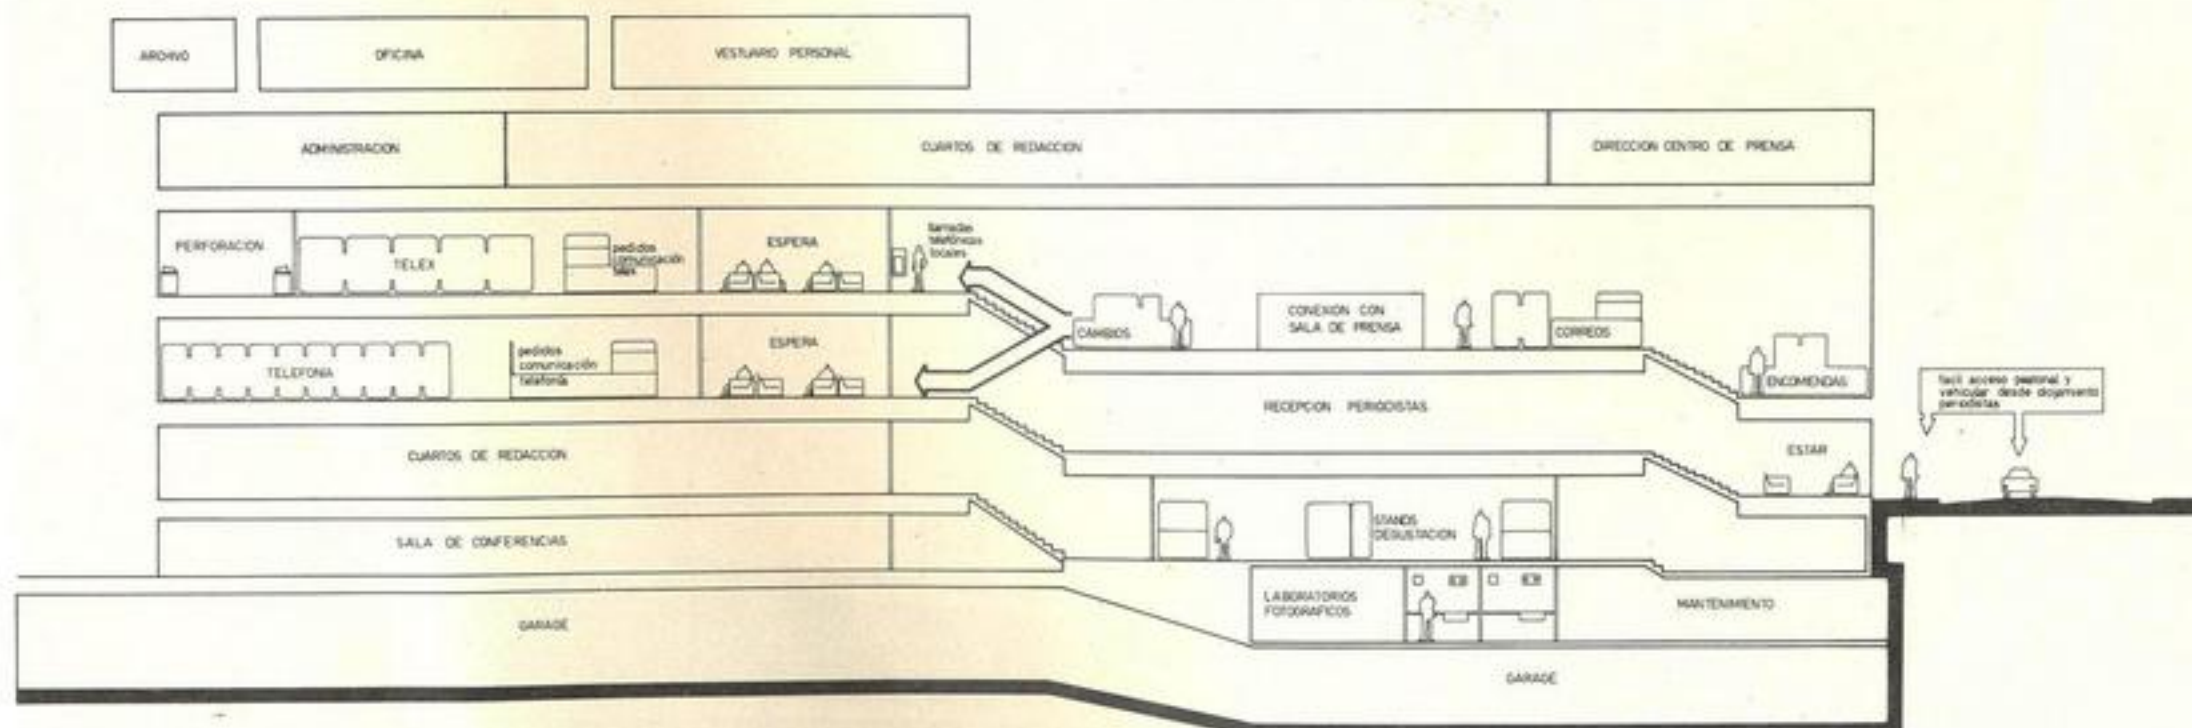 ARCHIVO
OFICINA
VESTUARIO PERSONAL
ADMINISTRACION
CUARTOS DE REDACCION
DIRECCION CENTRO DE PRENSA
PERFORACION
TELEX
pedidos
comunicación
telex
ESPERA
llamadas
telefónicas
locales
CAMBIOS
CONEXION CON
SALA DE PRENSA
CORREOS
ENCOMIENDAS
TELEFONIA
pedidos
comunicación
telefonía
ESPERA
RECEPCION PERIODISTAS
facil acceso peatonal y
vehicular desde alojamiento
periodistas
CUARTOS DE REDACCION
ESTAR
SALA DE CONFERENCIAS
STANDS
DEGUSTACION
LABORATORIOS
FOTOGRAFICOS
MANTENIMIENTO
GARAGE
GARAGE